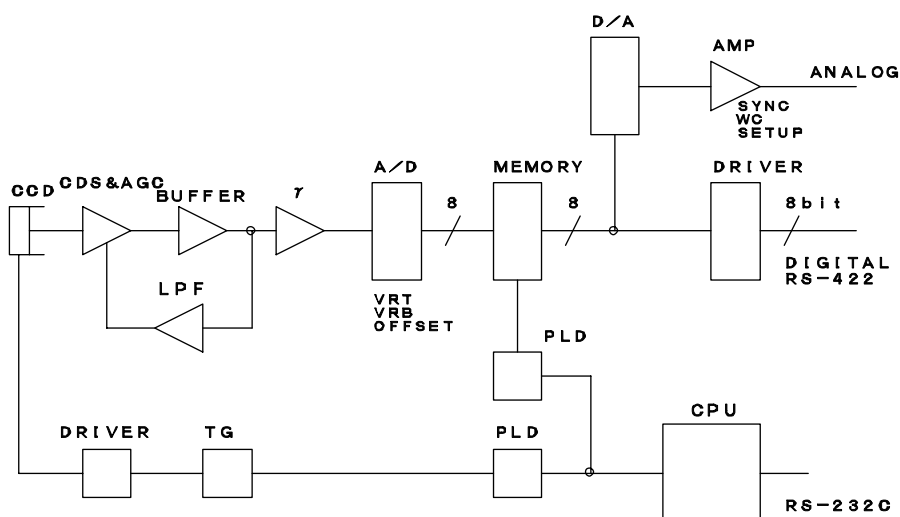 D/A
AMP
ANALOG
SYNC
WC
SETUP
A/D
MEMORY
DRIVER
CCD
CDS&AGC
BUFFER
γ
8
8
8bit
LPF
VRT
VRB
OFFSET
DIGITAL
RS-422
PLD
CPU
DRIVER
TG
PLD
RS-232C